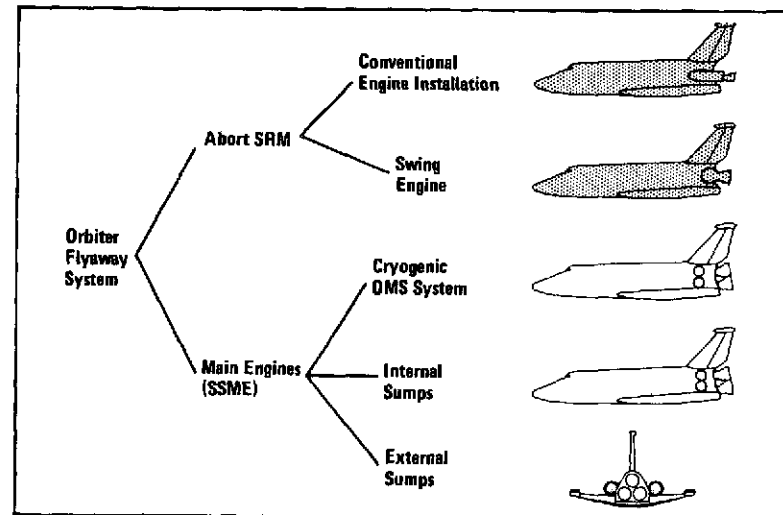 Conventional
Engine Installation
Abort SRM
Swing
Engine
Orbiter
Flyaway
System
Cryogenic
OMS System
Main Engines
(SSME)
Internal
Sumps
External
Sumps